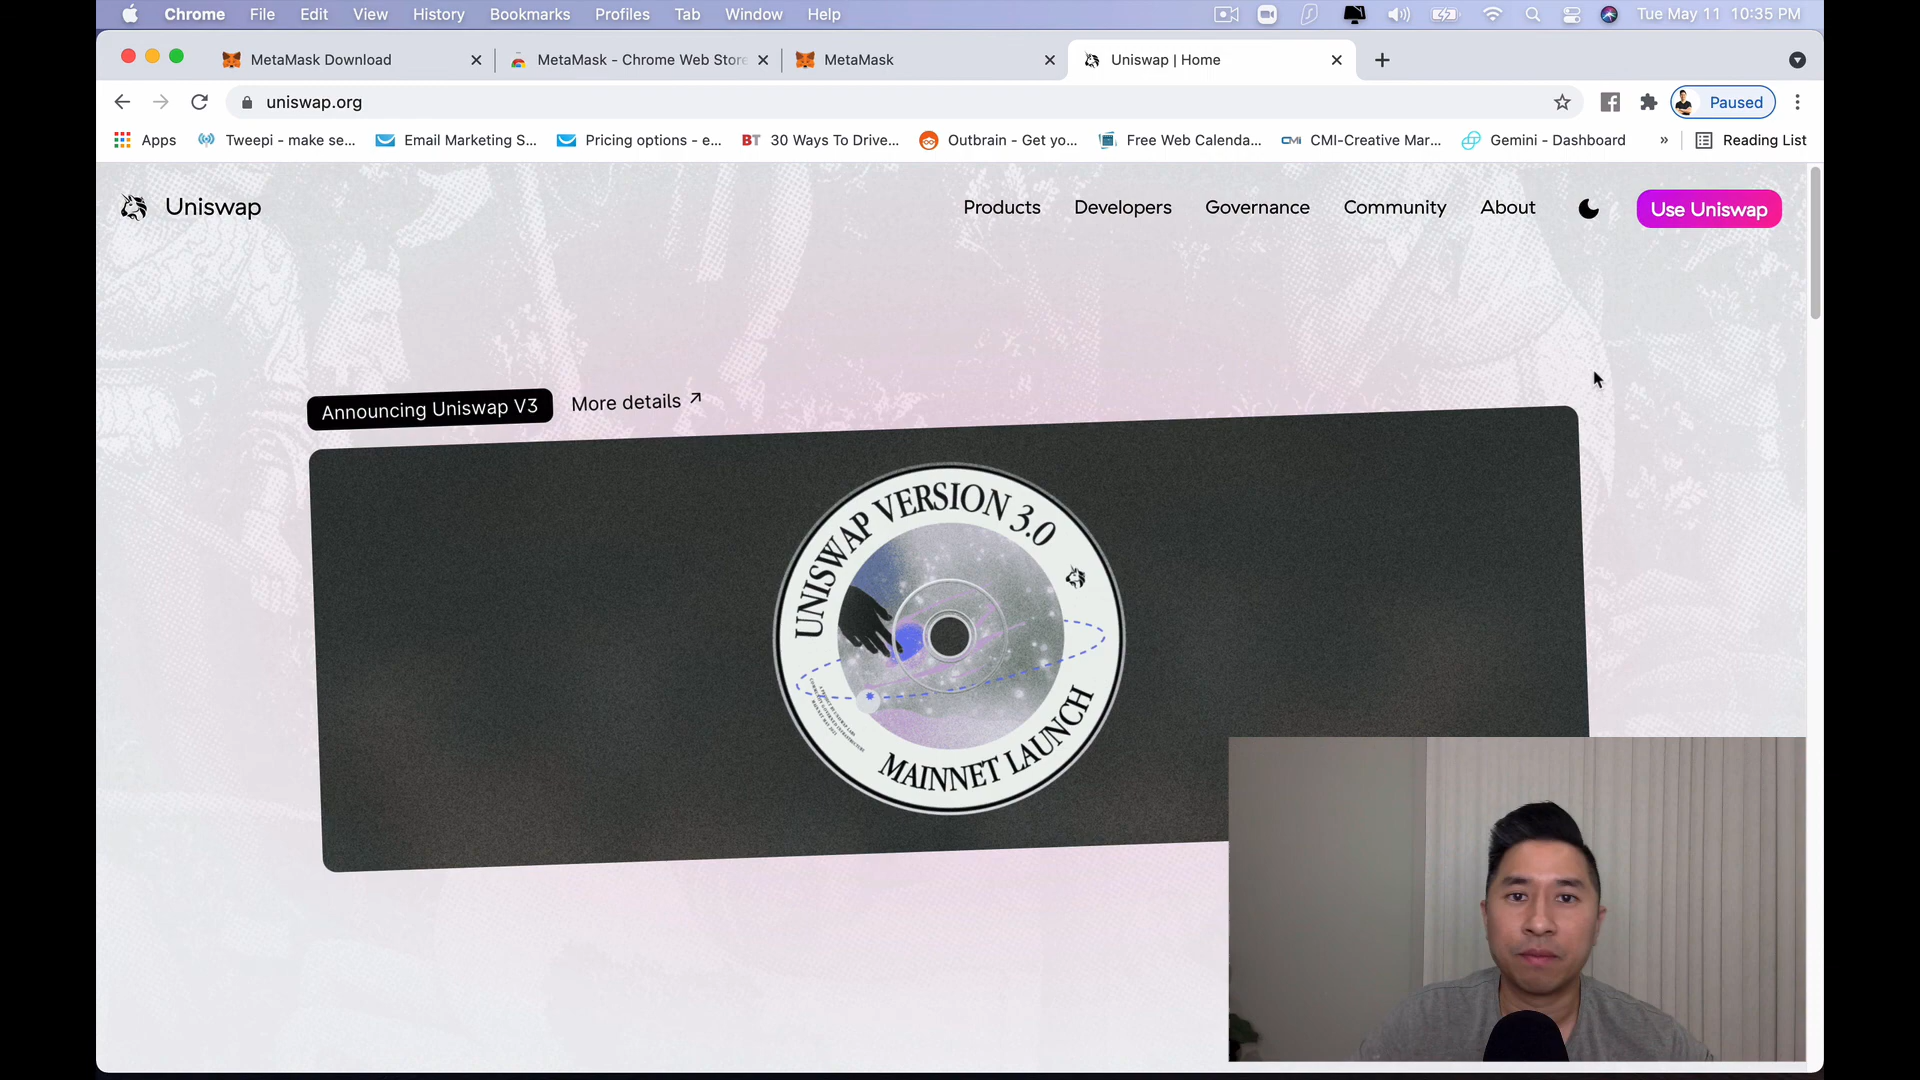 Chrome File Edit View History Bookmarks Profiles Tab Window Help Tue May 11 10:35 PM
MetaMask Download MetaMask - Chrome Web Store MetaMask Uniswap | Home
uniswap.org Paused
Apps Tweepi - make se... Email Marketing S... Pricing options - e... BT 30 Ways To Drive... Outbrain - Get yo... Free Web Calenda... CMI CMI-Creative Mar... Gemini - Dashboard » Reading List
Uniswap Products Developers Governance Community About Use Uniswap
Announcing Uniswap V3 More details ↗
UNISWAP VERSION 3.0
MAINNET LAUNCH